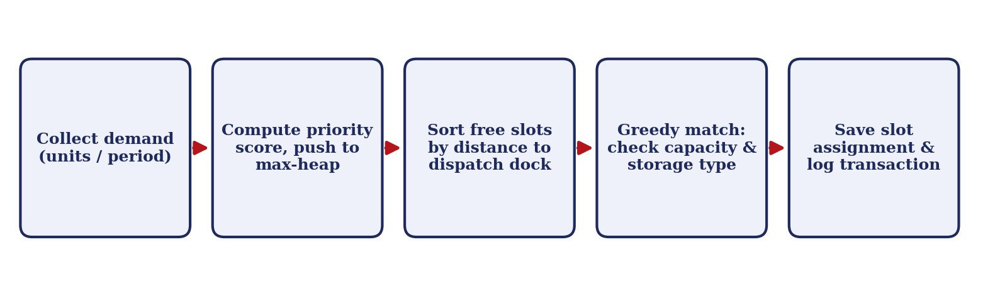 Collect demand
(units / period)
Compute priority
score, push to
max-heap
Sort free slots
by distance to
dispatch dock
Greedy match:
check capacity &
storage type
Save slot
assignment &
log transaction